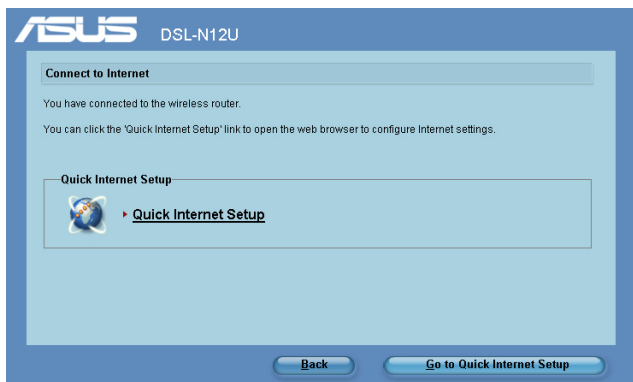 ASUS DSL-N12U
Connect to Internet
You have connected to the wireless router.
You can click the 'Quick Internet Setup' link to open the web browser to configure Internet settings.
Quick Internet Setup
Quick Internet Setup
Back Go to Quick Internet Setup